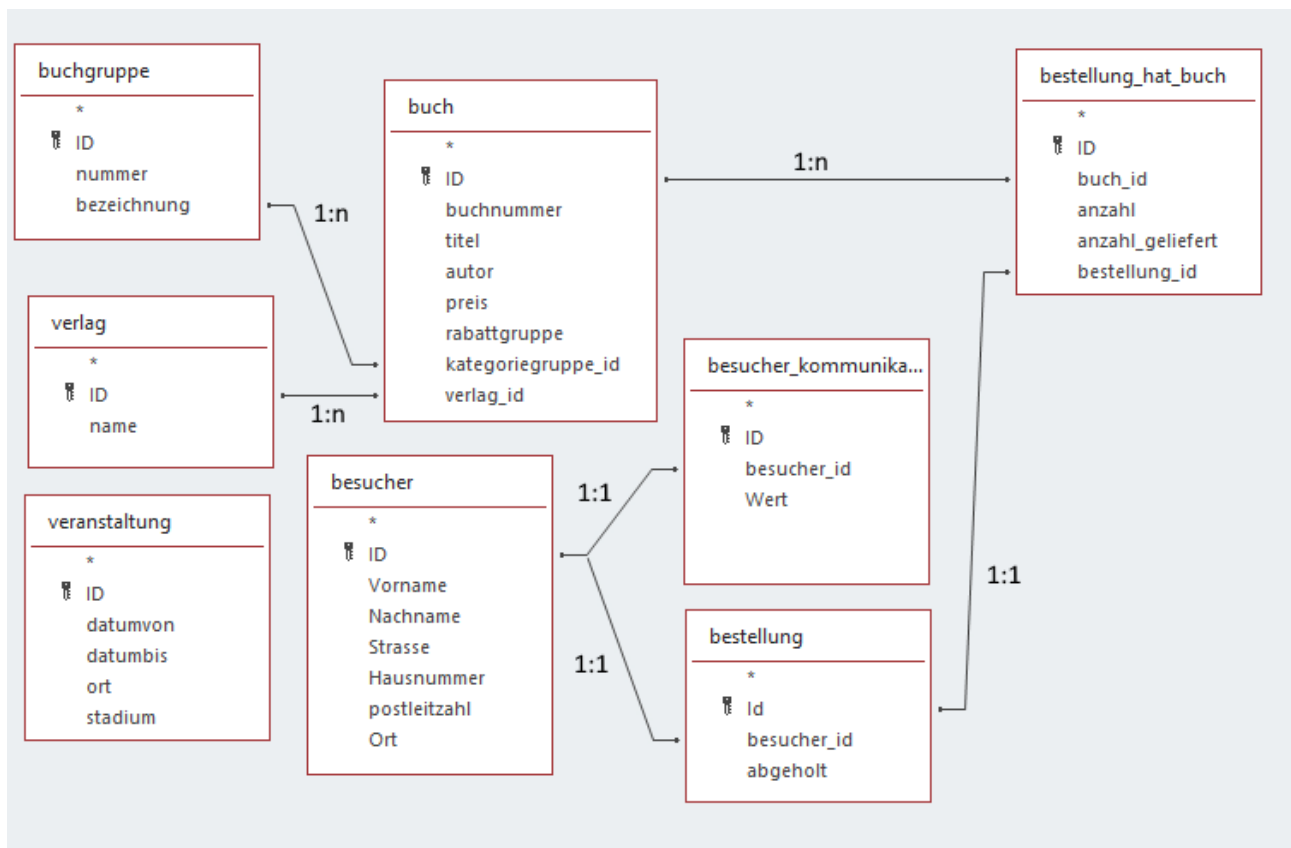 buchgruppe
*
ID
nummer
bezeichnung
1:n
verlag
*
ID
name
1:n
veranstaltung
*
ID
datumvon
datumbis
ort
stadium
buch
*
ID
buchnummer
titel
autor
preis
rabattgruppe
kategoriegruppe_id
verlag_id
1:n
besucher
*
ID
Vorname
Nachname
Strasse
Hausnummer
postleitzahl
Ort
1:1
1:1
besucher_kommunika...
*
ID
besucher_id
Wert
bestellung
*
Id
besucher_id
abgeholt
1:1
bestellung_hat_buch
*
ID
buch_id
anzahl
anzahl_geliefert
bestellung_id